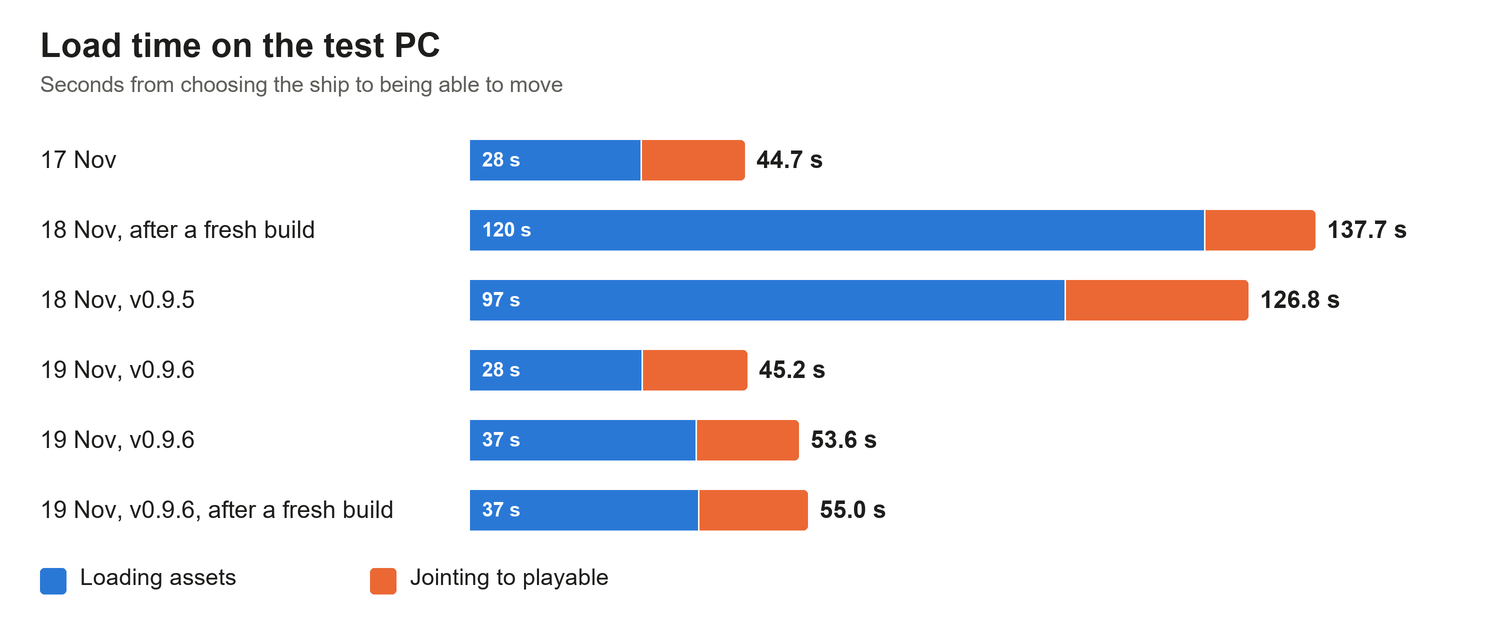 Load time on the test PC
Seconds from choosing the ship to being able to move
17 Nov 28 s 44.7 s
18 Nov, after a fresh build 120 s 137.7 s
18 Nov, v0.9.5 97 s 126.8 s
19 Nov, v0.9.6 28 s 45.2 s
19 Nov, v0.9.6 37 s 53.6 s
19 Nov, v0.9.6, after a fresh build 37 s 55.0 s
Loading assets Jointing to playable